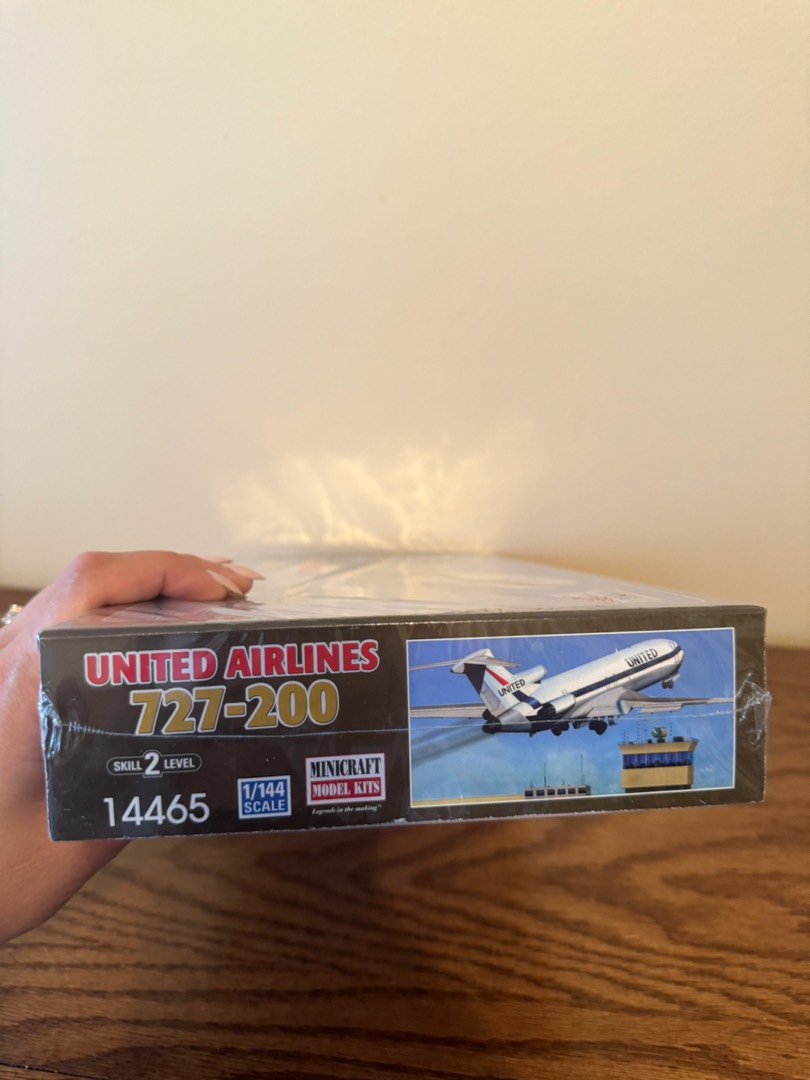 UNITED AIRLINES
727-200
SKILL 2 LEVEL
14465
1/144
SCALE
MINICRAFT
MODEL KITS
Legends in the making™
UNITED
UNITED